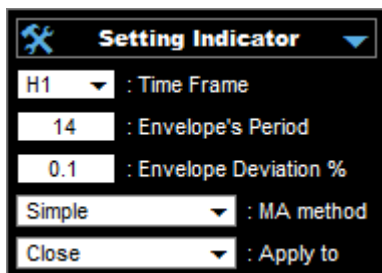 Setting Indicator
H1 : Time Frame
14 : Envelope's Period
0.1 : Envelope Deviation %
Simple : MA method
Close : Apply to